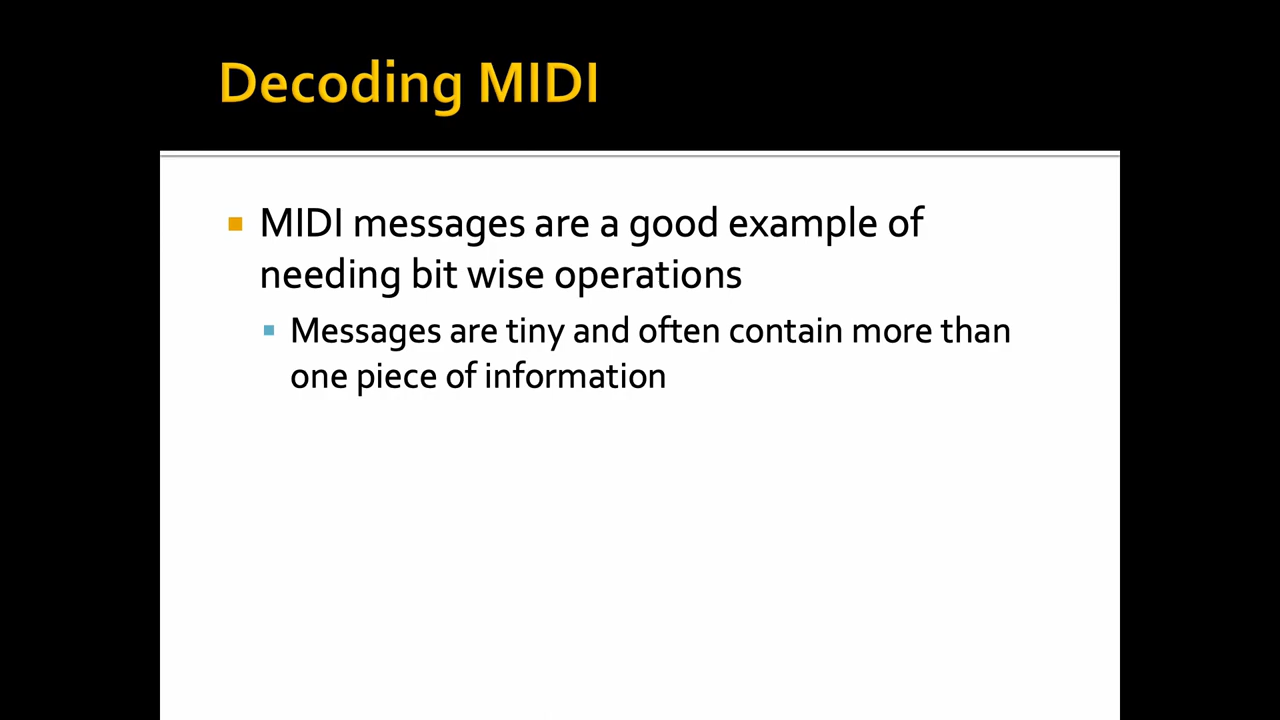 Decoding MIDI
MIDI messages are a good example of
needing bit wise operations
Messages are tiny and often contain more than
one piece of information